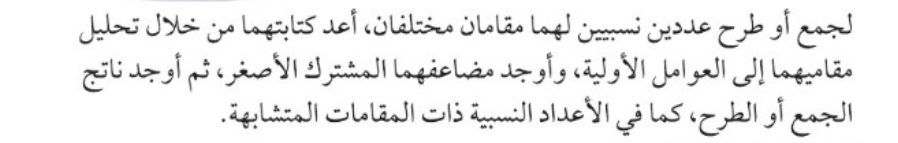 لجمع أو طرح عددين نسبيين لهما مقامان مختلفان، أعد كتابتهما من خلال تحليل
مقاميهما إلى العوامل الأولية، وأوجد مضاعفهما المشترك الأصغر، ثم أوجد ناتج
الجمع أو الطرح، كما في الأعداد النسبية ذات المقامات المتشابهة.